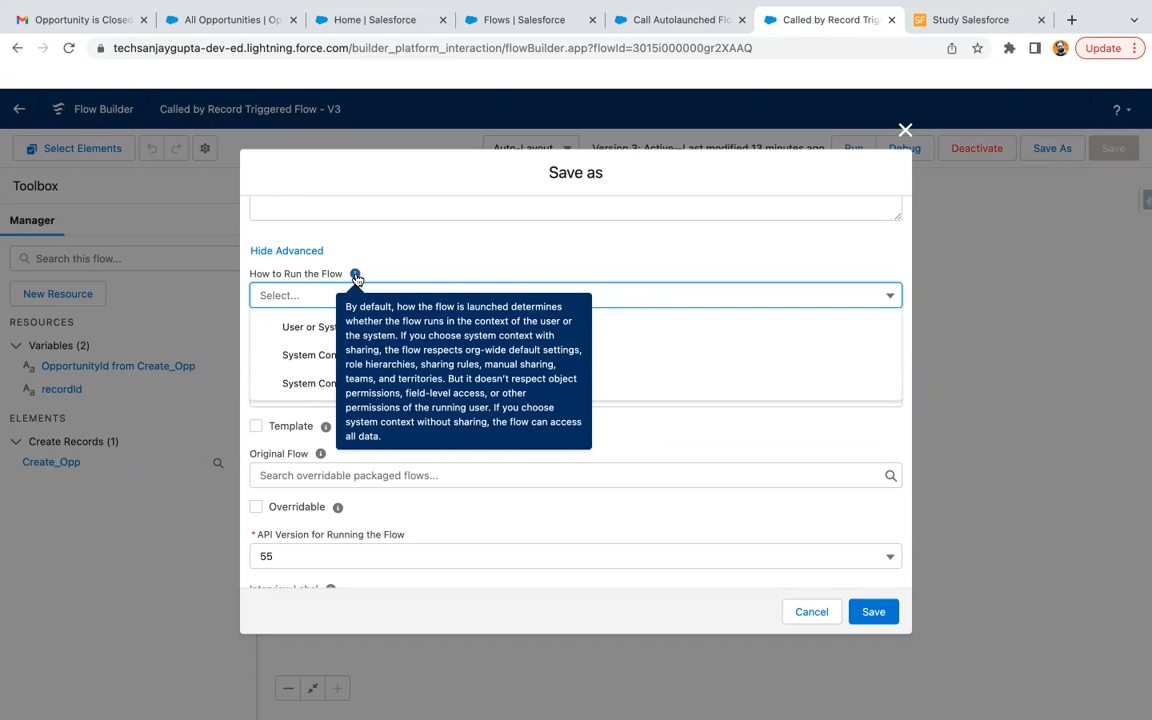 Opportunity is Closed
All Opportunities | Op
Home | Salesforce
Flows | Salesforce
Call Autolaunched Flo
Called by Record Trig
SF Study Salesforce
techsanjaygupta-dev-ed.lightning.force.com/builder_platform_interaction/flowBuilder.app?flowId=3015i000000gr2XAAQ
Update
Flow Builder
Called by Record Triggered Flow - V3
?
Select Elements
Auto-Layout
Version 3: Active—Last modified 13 minutes ago
Run
Debug
Deactivate
Save As
Save
Toolbox
Manager
Search this flow...
New Resource
RESOURCES
Variables (2)
OpportunityId from Create_Opp
recordId
ELEMENTS
Create Records (1)
Create_Opp
Save as
Hide Advanced
How to Run the Flow
Select...
User or Syst
System Con
System Con
By default, how the flow is launched determines
whether the flow runs in the context of the user or
the system. If you choose system context with
sharing, the flow respects org-wide default settings,
role hierarchies, sharing rules, manual sharing,
teams, and territories. But it doesn't respect object
permissions, field-level access, or other
permissions of the running user. If you choose
system context without sharing, the flow can access
all data.
Template
Original Flow
Search overridable packaged flows...
Overridable
* API Version for Running the Flow
55
Interview Label
Cancel
Save